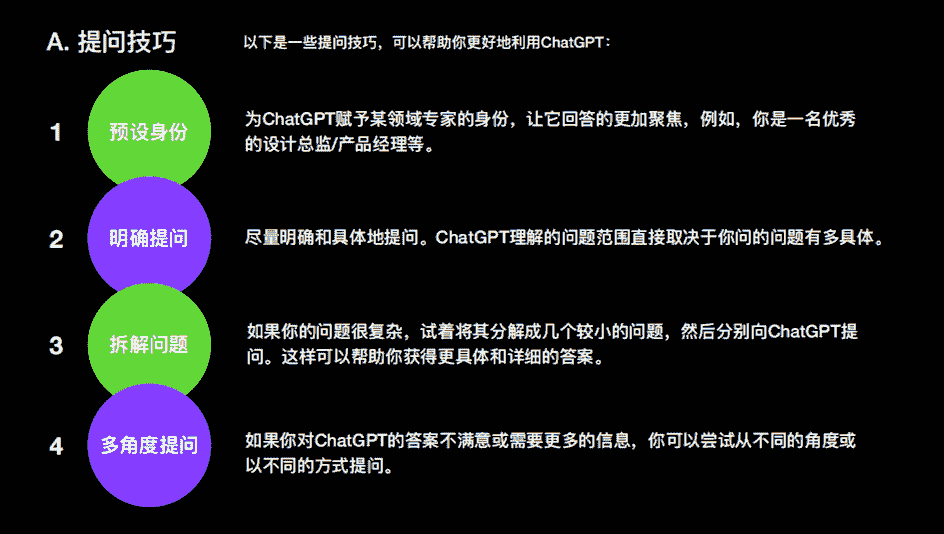 A. 提问技巧
以下是一些提问技巧，可以帮助你更好地利用ChatGPT：
1
预设身份
为ChatGPT赋予某领域专家的身份，让它回答的更加聚焦，例如，你是一名优秀
的设计总监/产品经理等。
2
明确提问
尽量明确和具体地提问。ChatGPT理解的问题范围直接取决于你问的问题有多具体。
3
拆解问题
如果你的问题很复杂，试着将其分解成几个较小的问题，然后分别向ChatGPT提
问。这样可以帮助你获得更具体和详细的答案。
4
多角度提问
如果你对ChatGPT的答案不满意或需要更多的信息，你可以尝试从不同的角度或
以不同的方式提问。